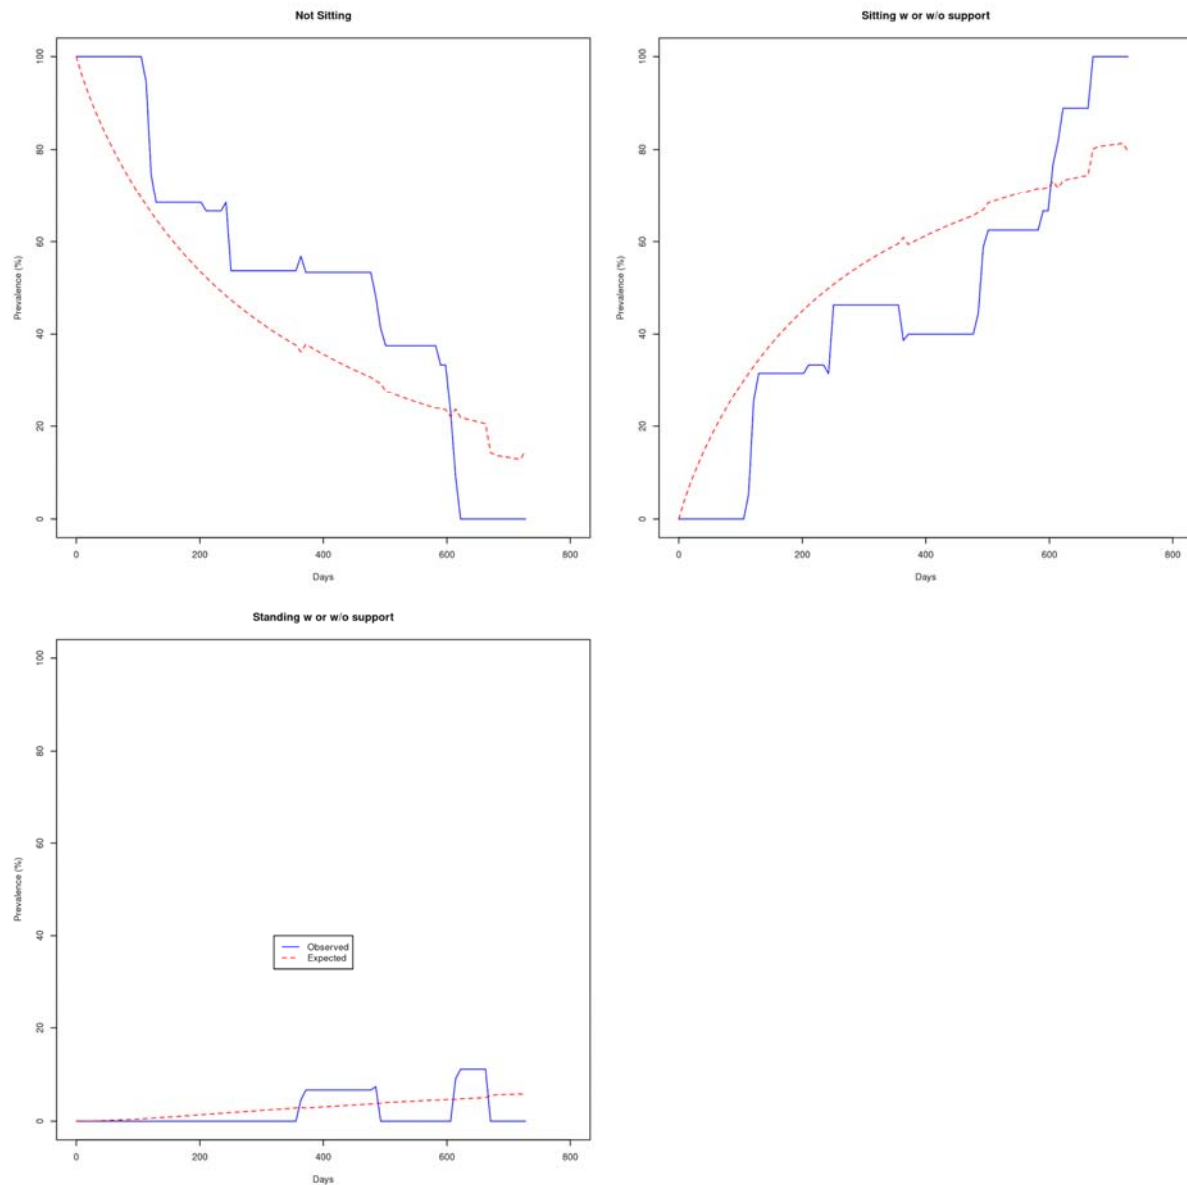 Not Sitting
Prevalence (%)
100
80
60
40
20
0
0 200 400 600 800
Days
Sitting w or w/o support
Prevalence (%)
100
80
60
40
20
0
0 200 400 600 800
Days
Standing w or w/o support
Prevalence (%)
100
80
60
40
20
0
Observed
Expected
0 200 400 600 800
Days